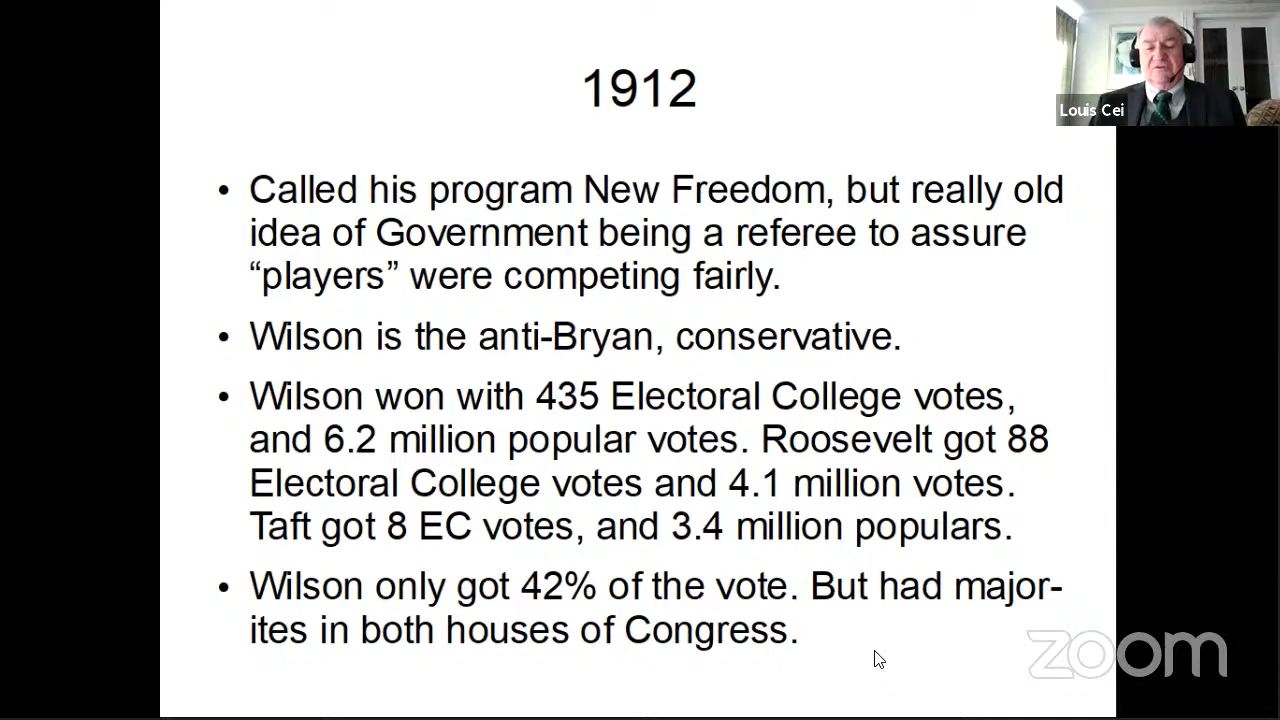 1912
Louis Cei
• Called his program New Freedom, but really old
idea of Government being a referee to assure
“players” were competing fairly.
• Wilson is the anti-Bryan, conservative.
• Wilson won with 435 Electoral College votes,
and 6.2 million popular votes. Roosevelt got 88
Electoral College votes and 4.1 million votes.
Taft got 8 EC votes, and 3.4 million populars.
• Wilson only got 42% of the vote. But had major-
ites in both houses of Congress.
zoom